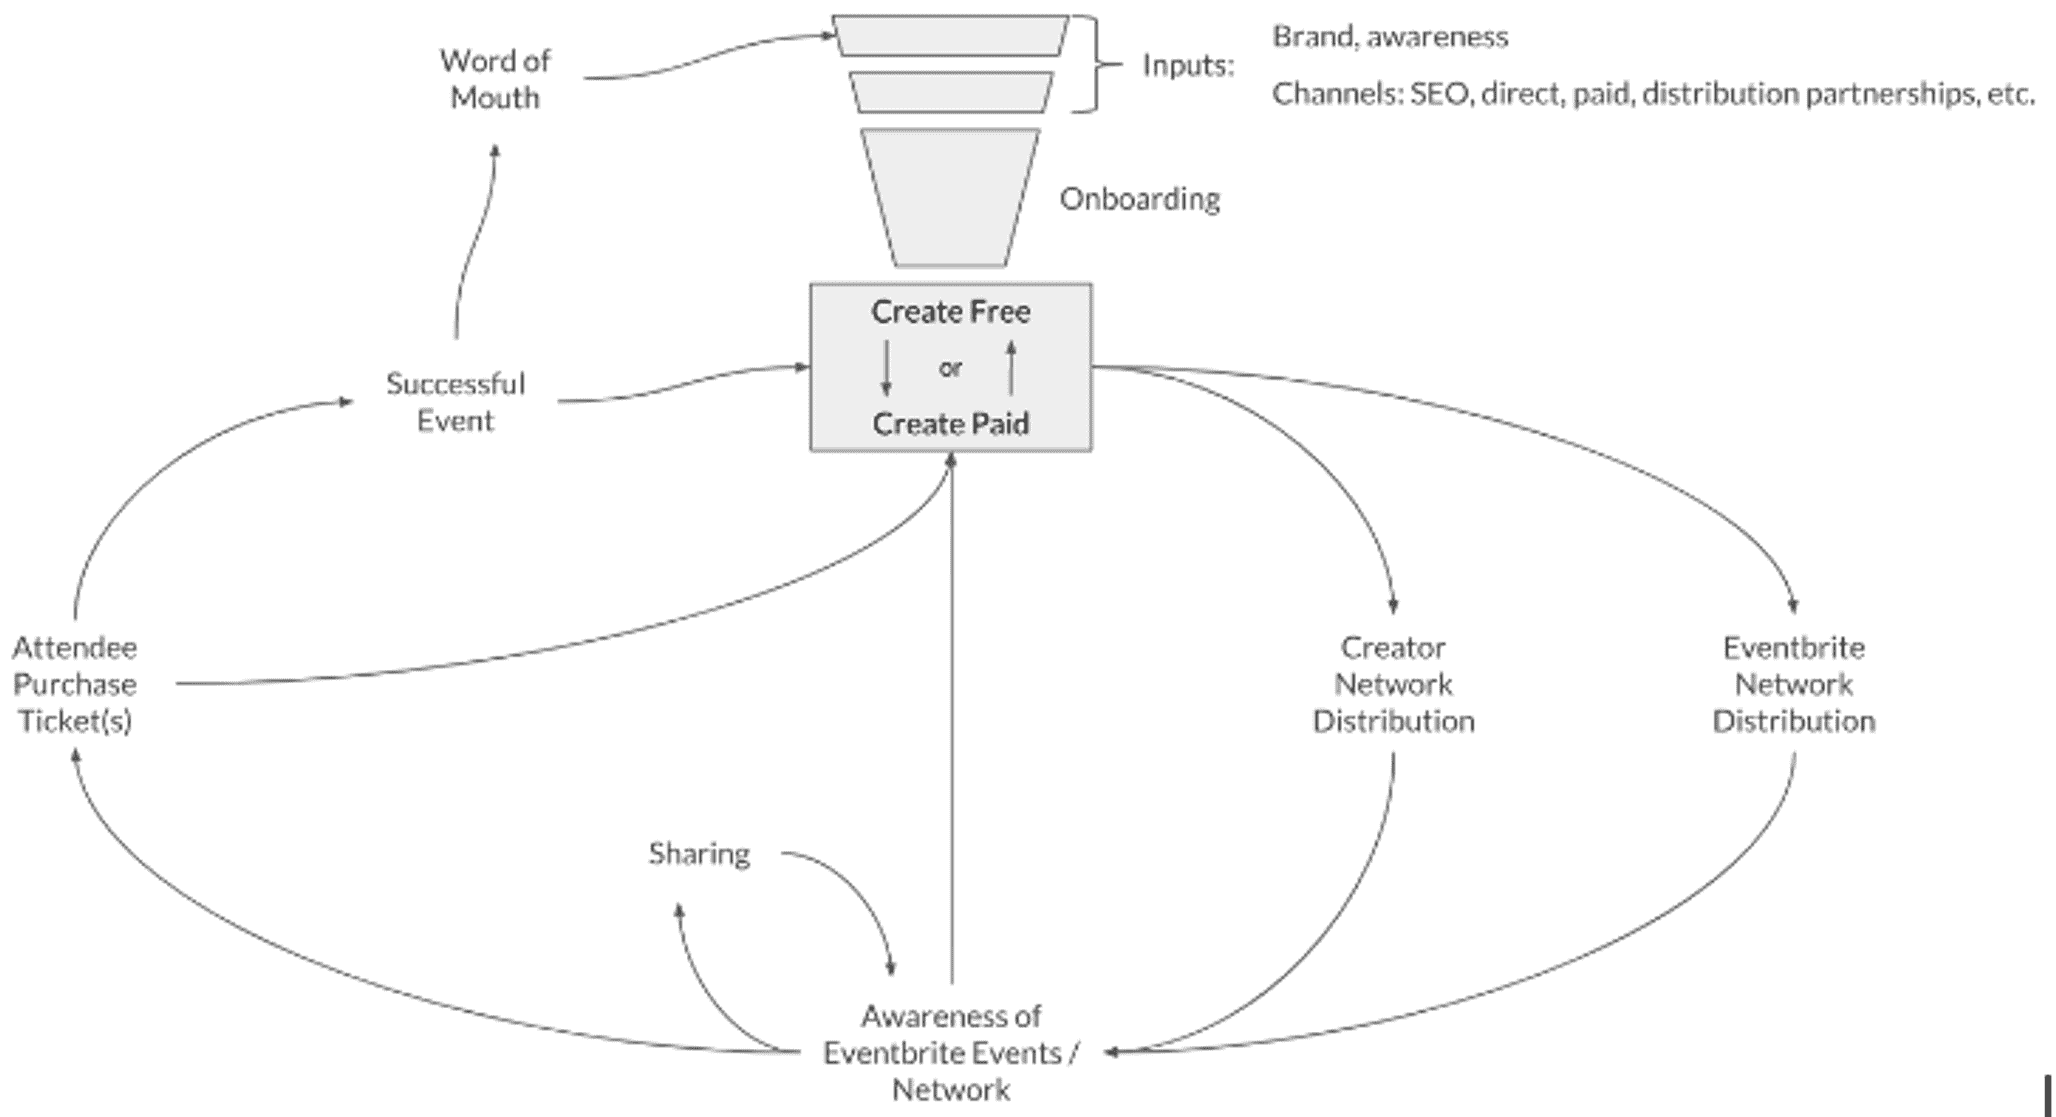 Word of
Mouth
Inputs:
Brand, awareness
Channels: SEO, direct, paid, distribution partnerships, etc.
Onboarding
Create Free
or
Create Paid
Successful
Event
Attendee
Purchase
Ticket(s)
Creator
Network
Distribution
Eventbrite
Network
Distribution
Sharing
Awareness of
Eventbrite Events /
Network